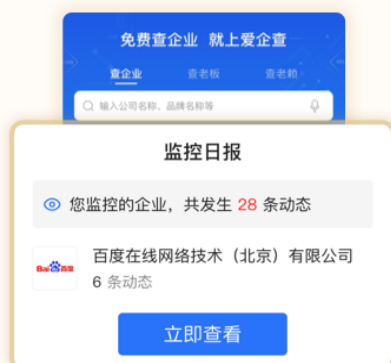 免费查企业 就上爱企查
查企业 查老板 查老赖
输入公司名称、品牌名称等
监控日报
您监控的企业，共发生 28 条动态
Bai百度
百度在线网络技术（北京）有限公司
6 条动态
立即查看